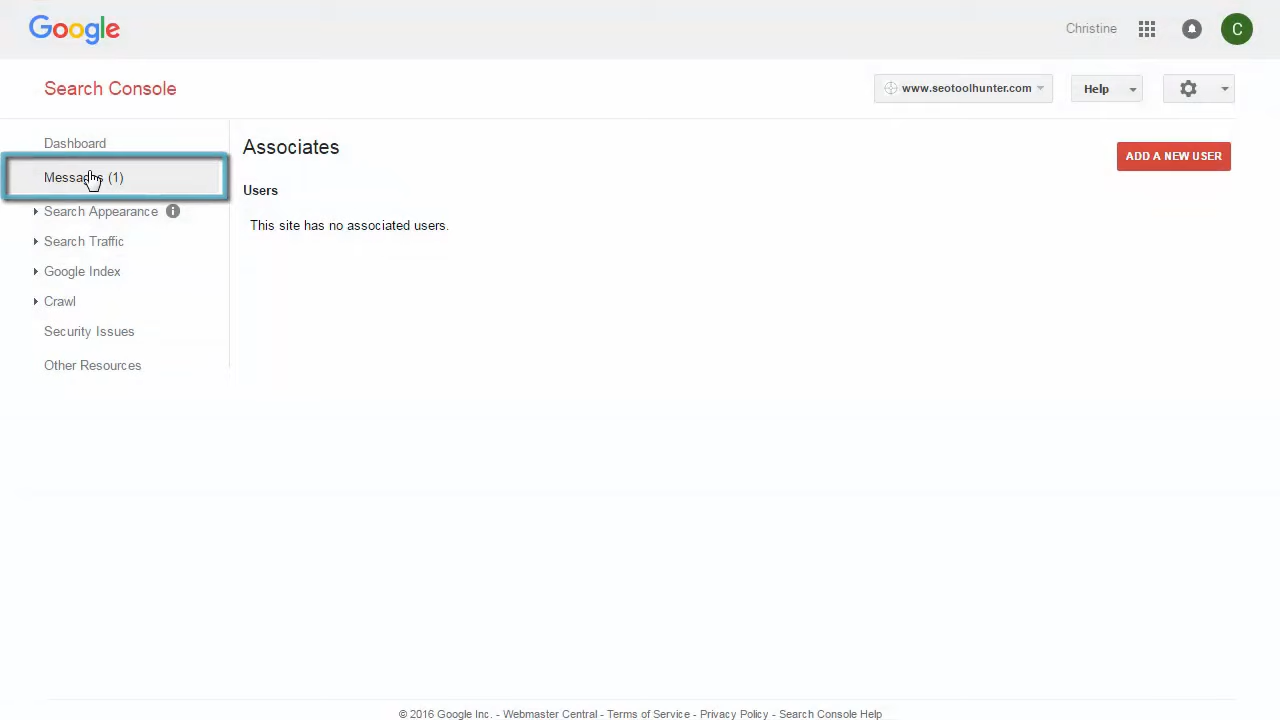 Google
Christine
C
Search Console
www.seotoolhunter.com
Help
Dashboard
Messages (1)
Search Appearance
Search Traffic
Google Index
Crawl
Security Issues
Other Resources
Associates
ADD A NEW USER
Users
This site has no associated users.
© 2016 Google Inc. - Webmaster Central - Terms of Service - Privacy Policy - Search Console Help